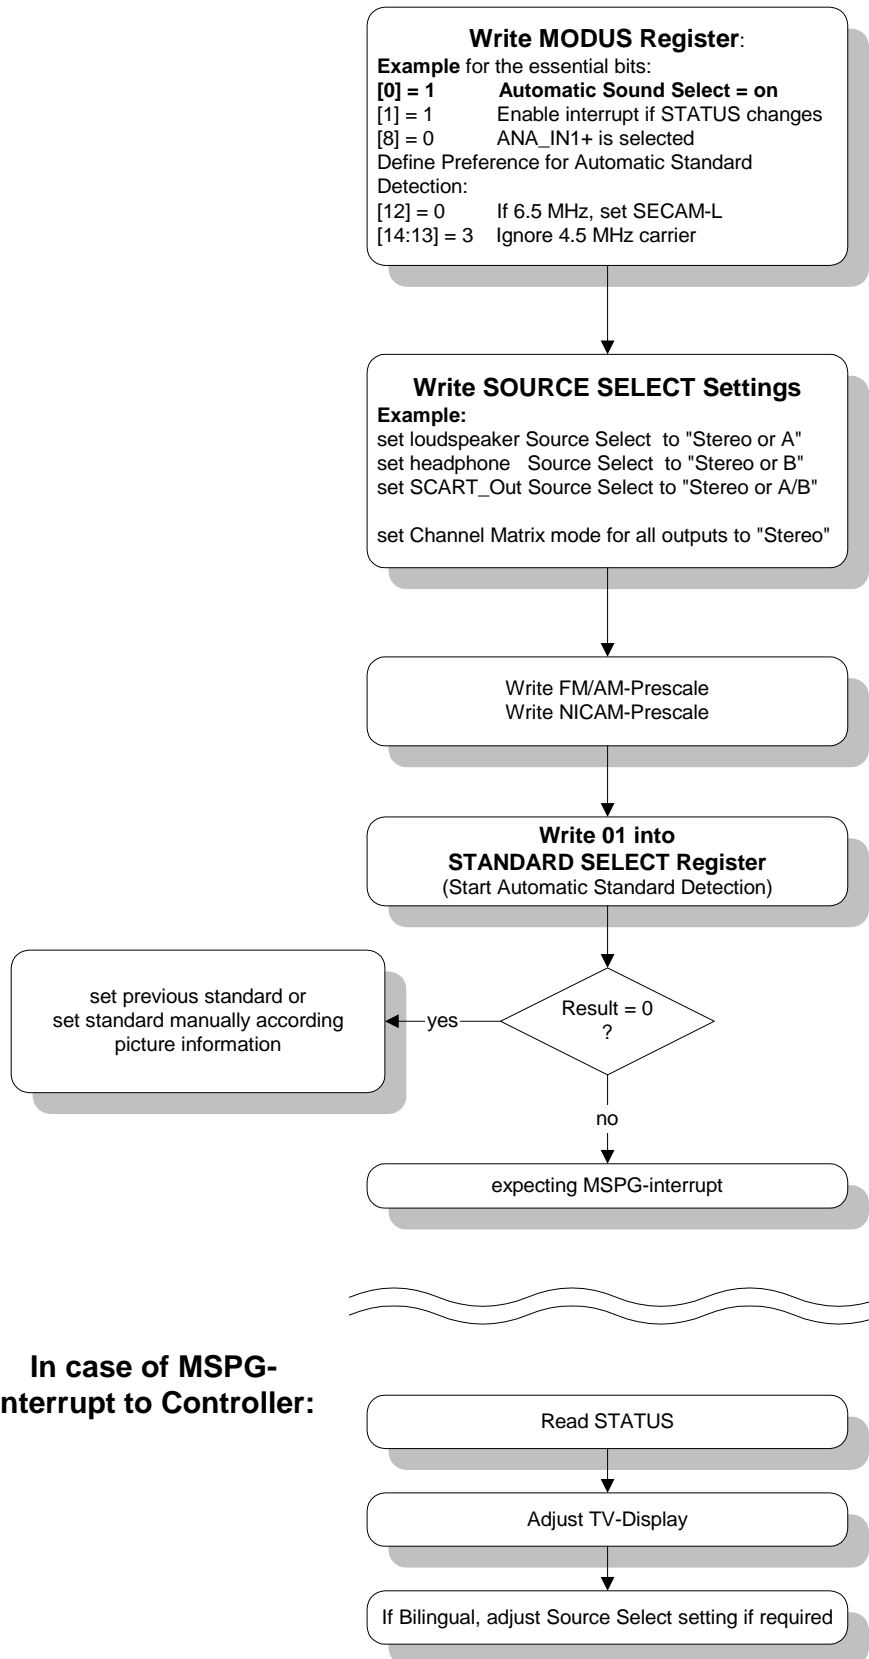 Write MODUS Register:
Example for the essential bits:
[0] = 1 Automatic Sound Select = on
[1] = 1 Enable interrupt if STATUS changes
[8] = 0 ANA_IN1+ is selected
Define Preference for Automatic Standard
Detection:
[12] = 0 If 6.5 MHz, set SECAM-L
[14:13] = 3 Ignore 4.5 MHz carrier
Write SOURCE SELECT Settings
Example:
set loudspeaker Source Select to "Stereo or A"
set headphone Source Select to "Stereo or B"
set SCART_Out Source Select to "Stereo or A/B"
set Channel Matrix mode for all outputs to "Stereo"
Write FM/AM-Prescale
Write NICAM-Prescale
Write 01 into
STANDARD SELECT Register
(Start Automatic Standard Detection)
Result = 0
?
yes
set previous standard or
set standard manually according
picture information
no
expecting MSPG-interrupt
In case of MSPG-
nterrupt to Controller:
Read STATUS
Adjust TV-Display
If Bilingual, adjust Source Select setting if required